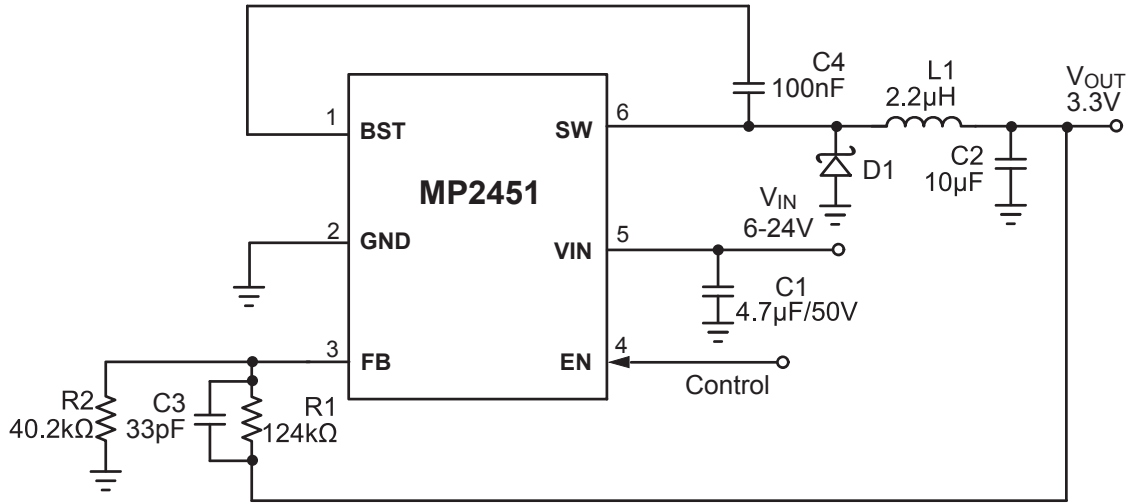 C4
100nF
L1
2.2µH
VOUT
3.3V
1
BST
SW
6
C2
10µF
D1
MP2451
VIN
6-24V
2
GND
VIN
5
C1
4.7µF/50V
3
FB
EN
4
Control
R2
40.2kΩ
C3
33pF
R1
124kΩ